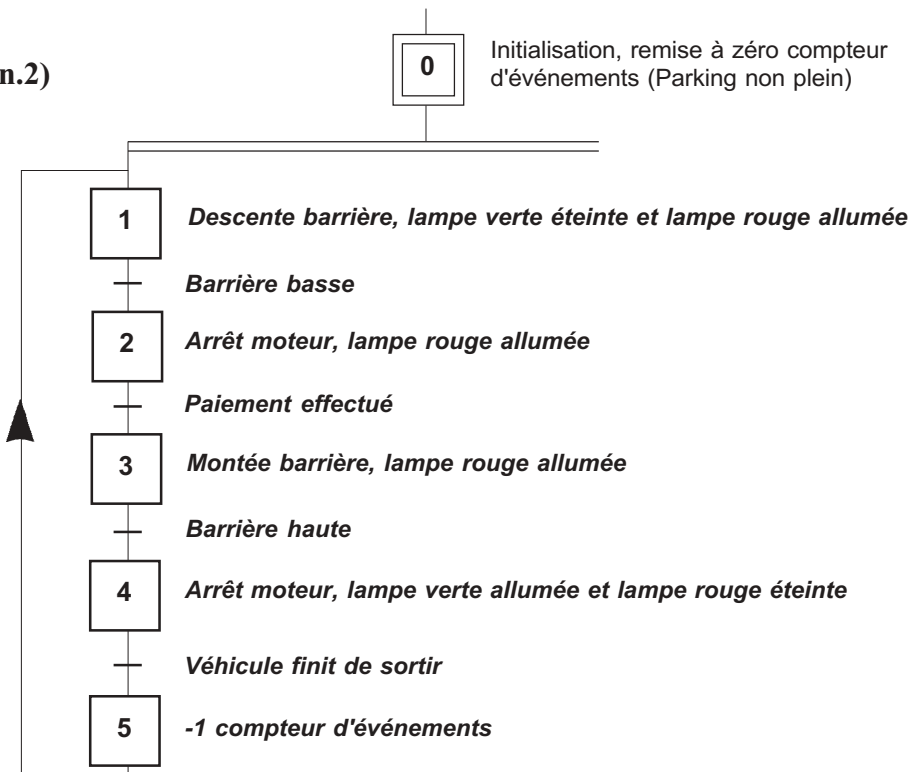 n.2)
0
Initialisation, remise à zéro compteur
d'événements (Parking non plein)
1
Descente barrière, lampe verte éteinte et lampe rouge allumée
Barrière basse
2
Arrêt moteur, lampe rouge allumée
Paiement effectué
3
Montée barrière, lampe rouge allumée
Barrière haute
4
Arrêt moteur, lampe verte allumée et lampe rouge éteinte
Véhicule finit de sortir
5
-1 compteur d'événements